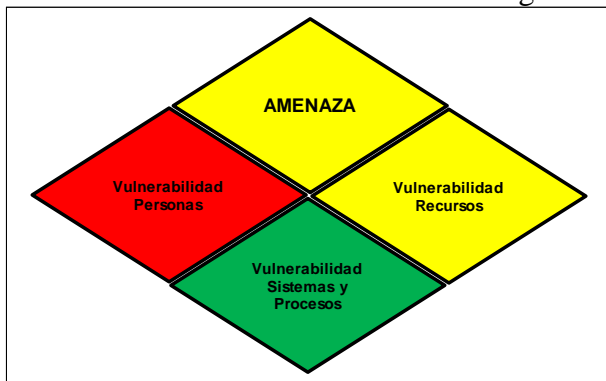 AMENAZA
Vulnerabilidad
Personas
Vulnerabilidad
Recursos
Vulnerabilidad
Sistemas y
Procesos